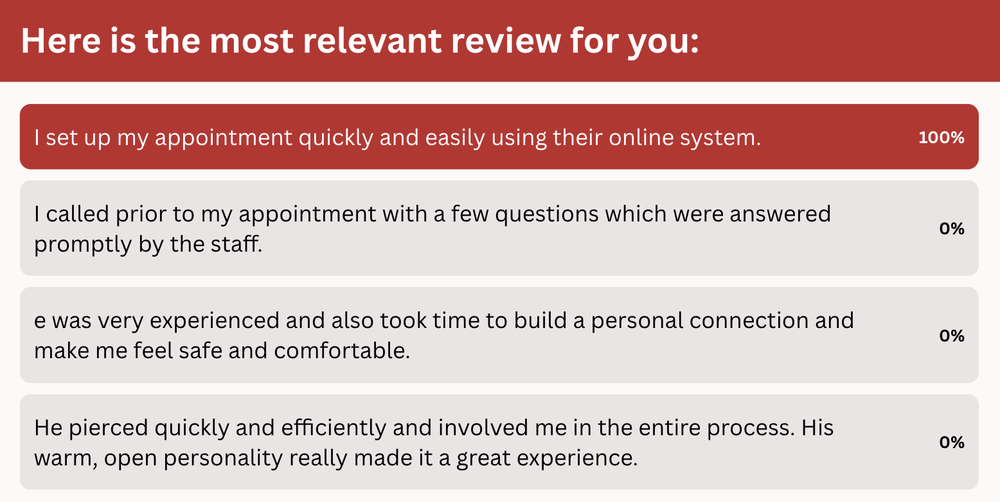 Here is the most relevant review for you:
I set up my appointment quickly and easily using their online system.
100%
I called prior to my appointment with a few questions which were answered
promptly by the staff.
0%
e was very experienced and also took time to build a personal connection and
make me feel safe and comfortable.
0%
He pierced quickly and efficiently and involved me in the entire process. His
warm, open personality really made it a great experience.
0%